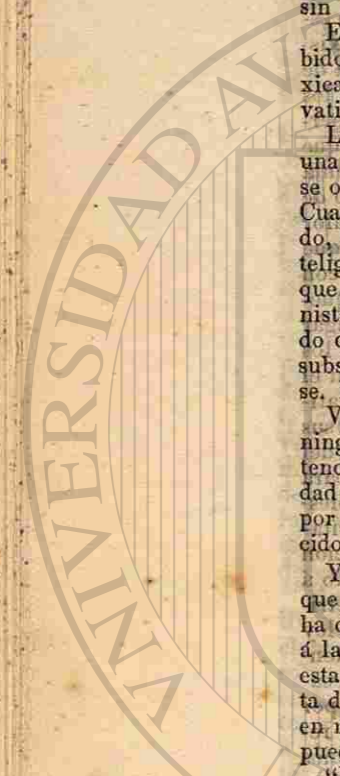 UNIVERSIDAD AUT
sin
E
bido
xica
vati
L
una
se o
Cua
do,
telig
que
nist
do o
subs
se.
V
ning
tenc
dad
por
cido
Y
que
ha c
á la
esta
ta d
en r
pued